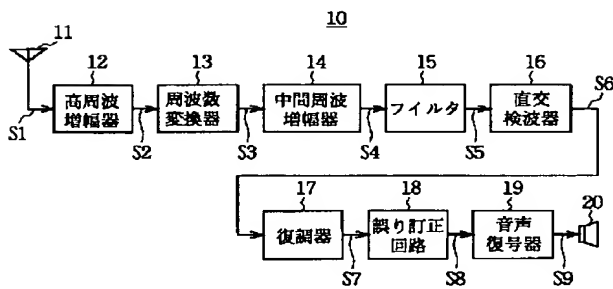 10
11
12
13
14
15
16
S6
高周波
増幅器
周波数
変換器
中間周波
増幅器
フィルタ
直交
検波器
S1
S2
S3
S4
S5
17
18
19
20
復調器
誤り訂正
回路
音声
復号器
S7
S8
S9